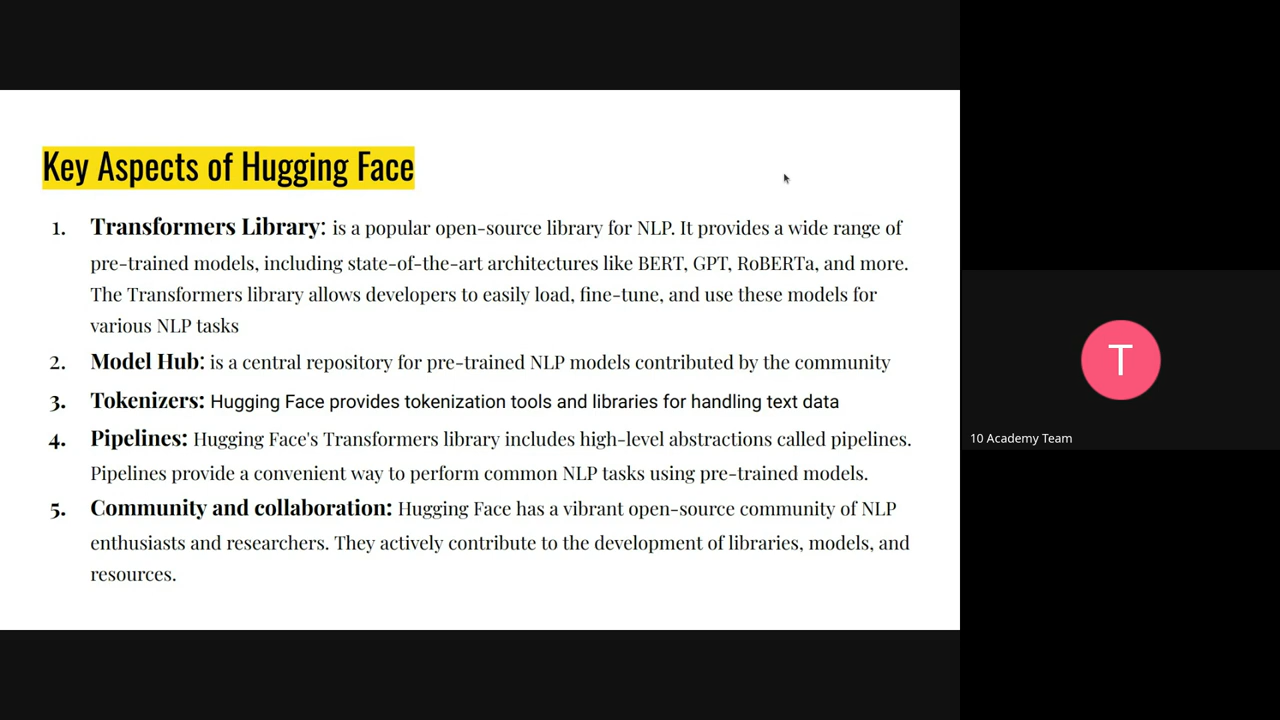 Key Aspects of Hugging Face
1. Transformers Library: is a popular open-source library for NLP. It provides a wide range of
pre-trained models, including state-of-the-art architectures like BERT, GPT, RoBERTa, and more.
The Transformers library allows developers to easily load, fine-tune, and use these models for
various NLP tasks
2. Model Hub: is a central repository for pre-trained NLP models contributed by the community
3. Tokenizers: Hugging Face provides tokenization tools and libraries for handling text data
4. Pipelines: Hugging Face's Transformers library includes high-level abstractions called pipelines.
Pipelines provide a convenient way to perform common NLP tasks using pre-trained models.
5. Community and collaboration: Hugging Face has a vibrant open-source community of NLP
enthusiasts and researchers. They actively contribute to the development of libraries, models, and
resources.
T
10 Academy Team